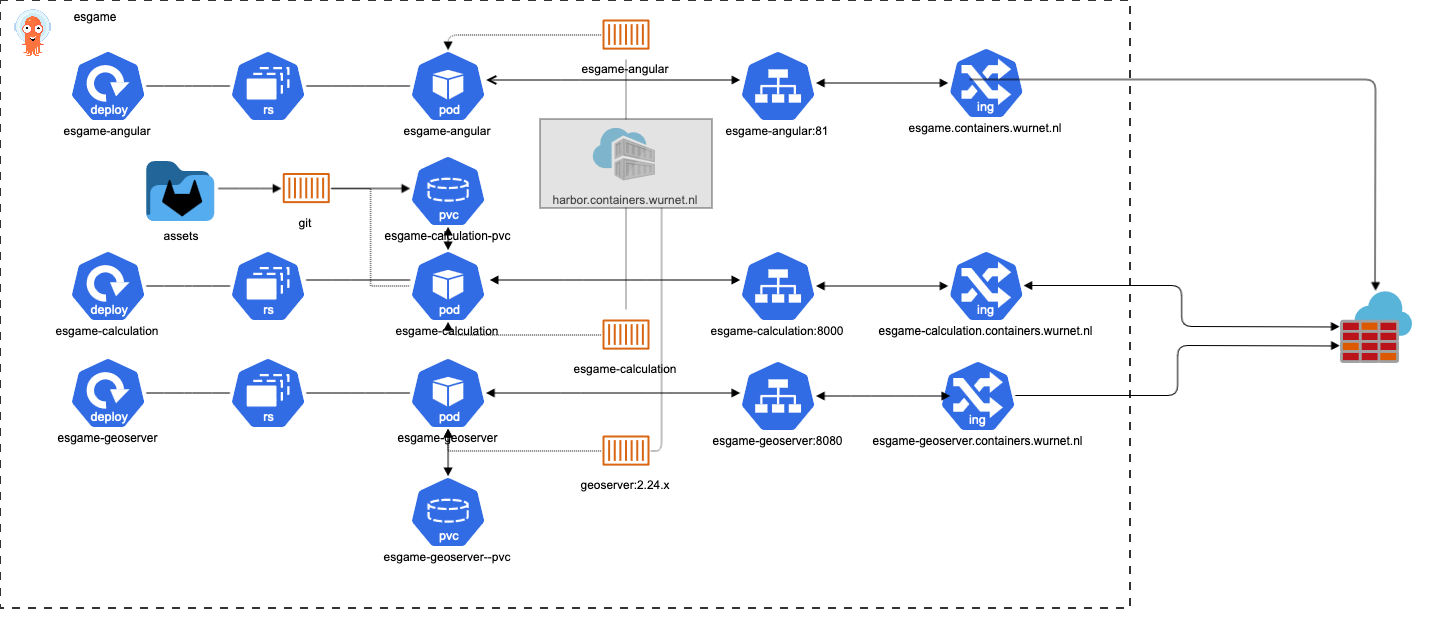 esgame
esgame-angular
deploy
rs
pod
ing
esgame-angular
esgame-angular
esgame-angular:81
esgame.containers.wurnet.nl
harbor.containers.wurnet.nl
pvc
assets
git
esgame-calculation-pvc
deploy
rs
pod
ing
esgame-calculation
esgame-calculation
esgame-calculation:8000
esgame-calculation.containers.wurnet.nl
esgame-calculation
deploy
rs
pod
ing
esgame-geoserver
esgame-geoserver
esgame-geoserver:8080
esgame-geoserver.containers.wurnet.nl
geoserver:2.24.x
pvc
esgame-geoserver--pvc